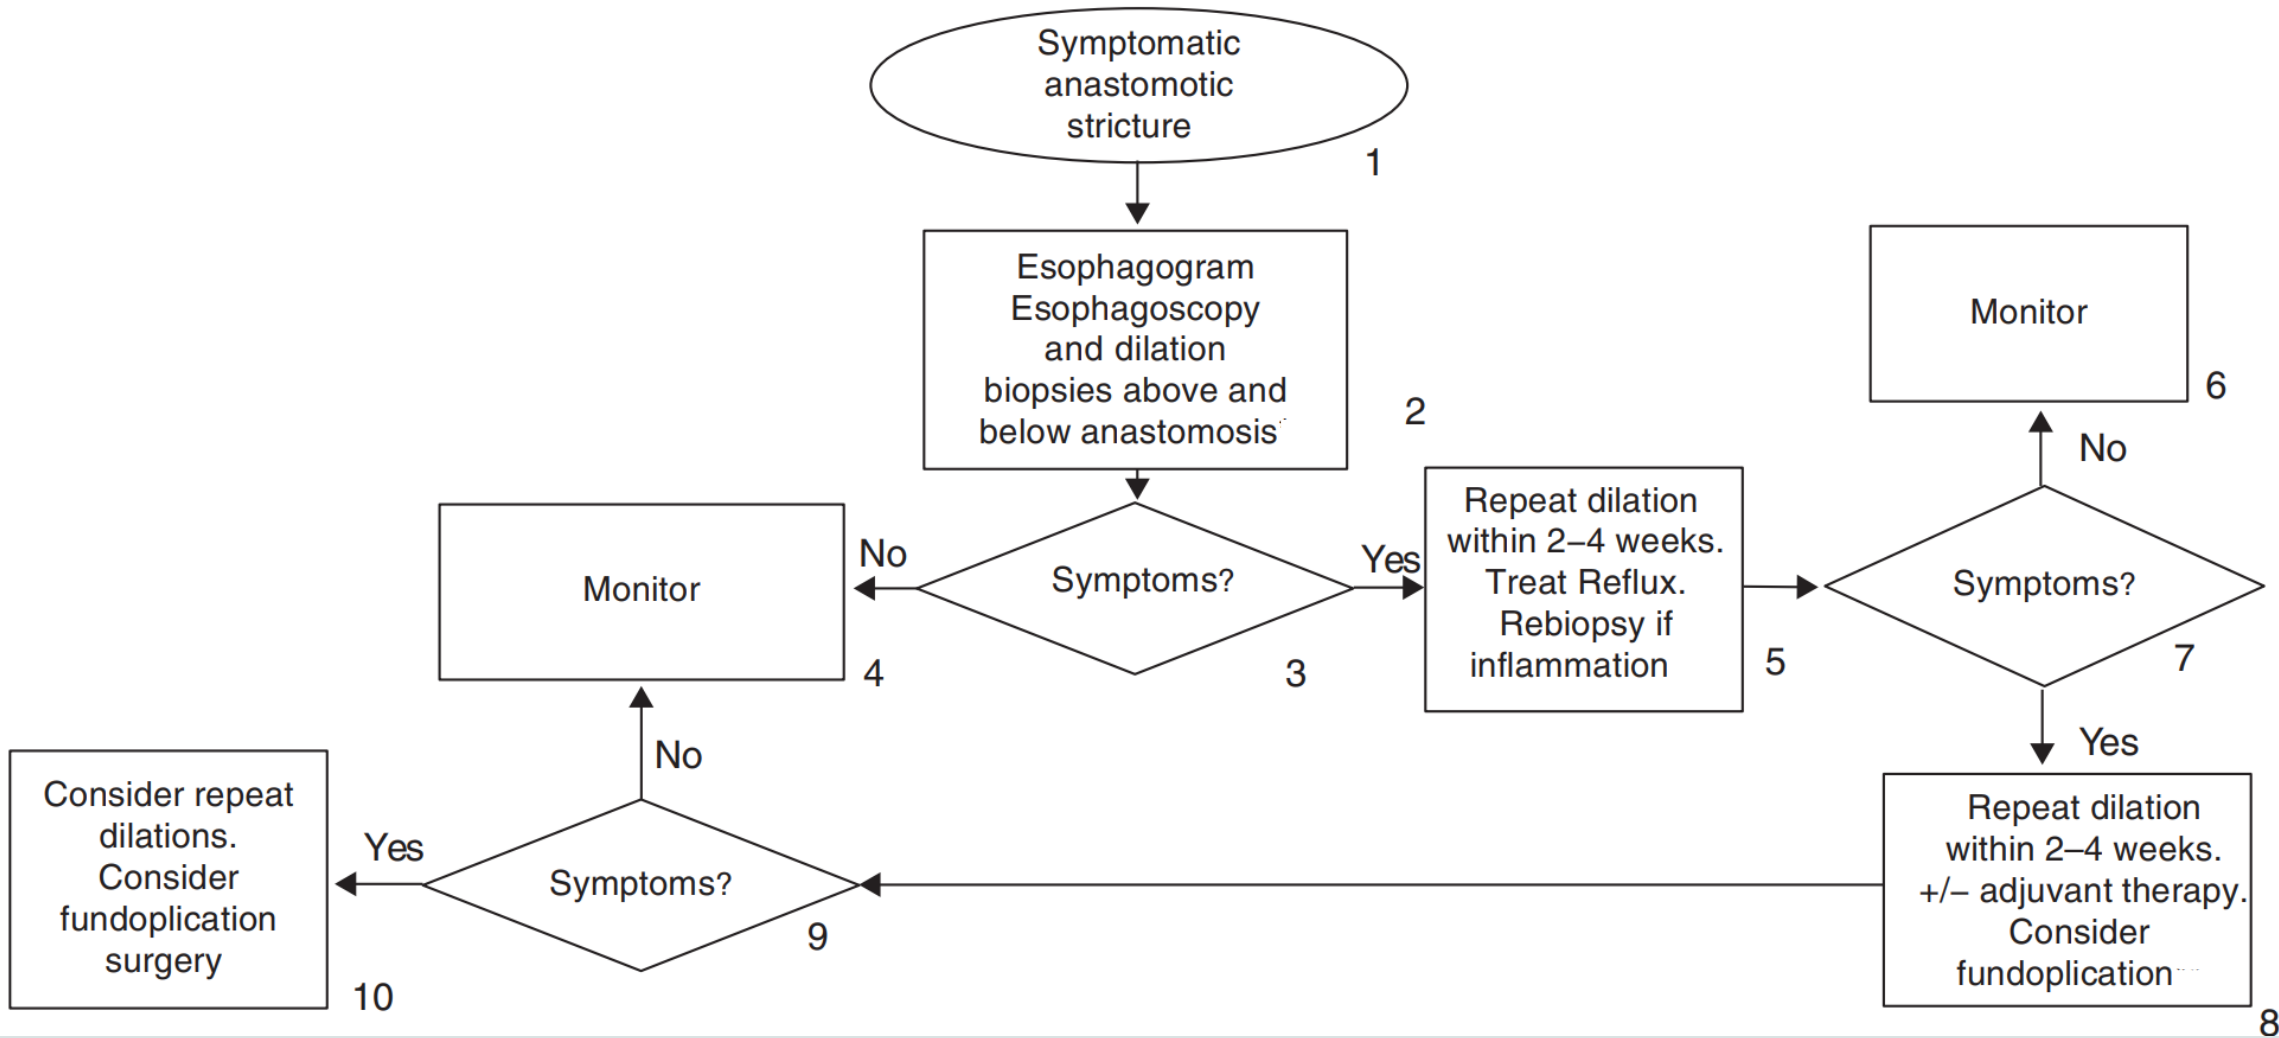 Symptomatic
anastomotic
stricture
1
Esophagogram
Esophagoscopy
and dilation
biopsies above and
below anastomosis
2
Symptoms?
3
No
Monitor
4
Yes
Repeat dilation
within 2–4 weeks.
Treat Reflux.
Rebiopsy if
inflammation
5
Monitor
6
No
Symptoms?
7
Yes
Repeat dilation
within 2–4 weeks.
+/– adjuvant therapy.
Consider
fundoplication
8
Symptoms?
9
No
Yes
Consider repeat
dilations.
Consider
fundoplication
surgery
10